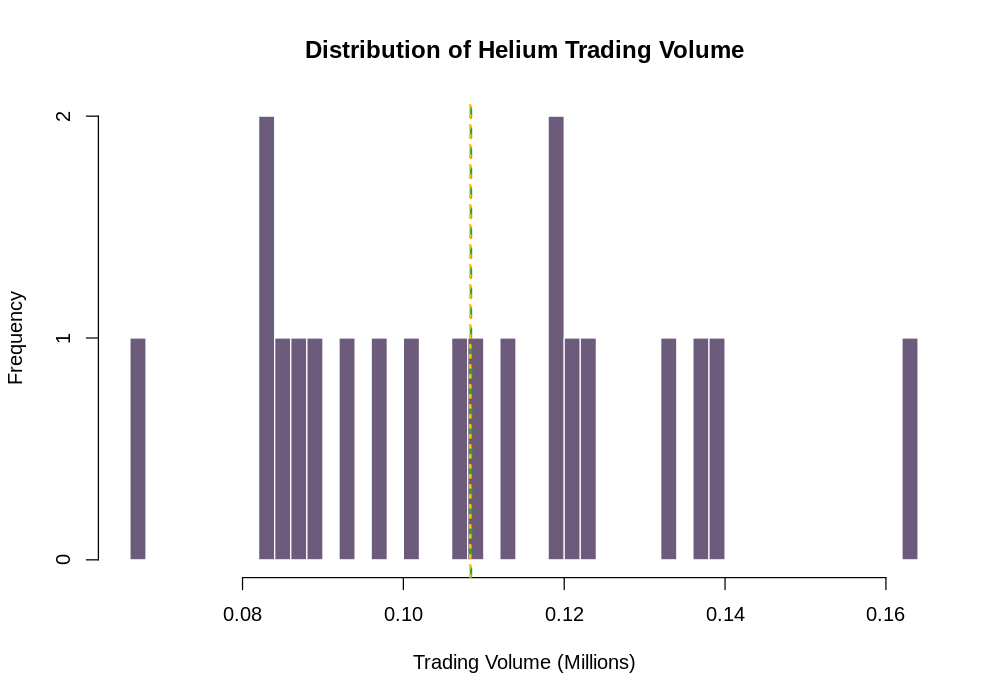 Distribution of Helium Trading Volume
Frequency
2
1
0
0.08 0.10 0.12 0.14 0.16
Trading Volume (Millions)